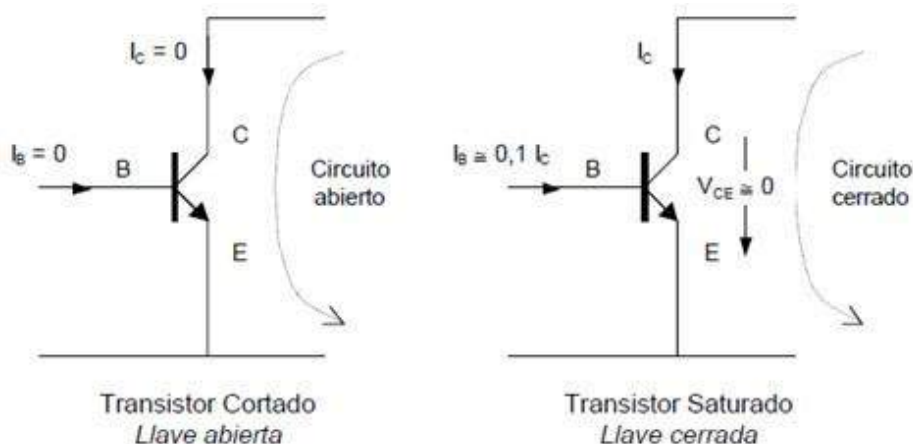 I_C = 0
C
I_B = 0
B
Circuito
abierto
E
Transistor Cortado
Llave abierta
I_C
C
I_B ≅ 0,1 I_C
B
V_CE ≅ 0
Circuito
cerrado
E
Transistor Saturado
Llave cerrada